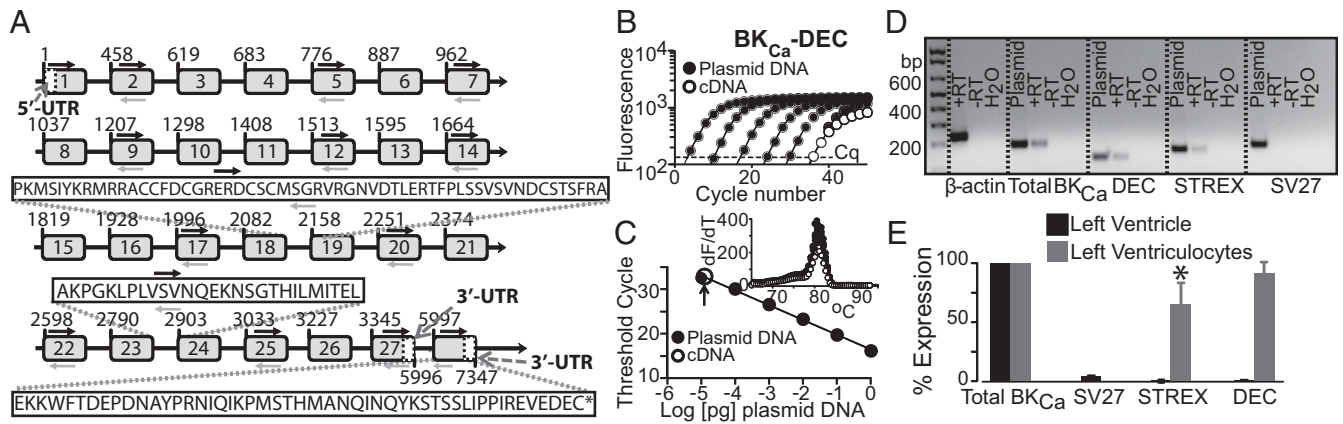 A
1 458 619 683 776 887 962
1 2 3 4 5 6 7
5'-UTR
1037 1207 1298 1408 1513 1595 1664
8 9 10 11 12 13 14
PKMSIYKRMRRACCFDCGRERDCSCMSGRVRGNVDTLERTFPLSSVSVNDCSTSFRA
1819 1928 1996 2082 2158 2251 2374
15 16 17 18 19 20 21
AKPGKLPLVSVNQEKNSGTHILMITEL
3'-UTR
2598 2790 2903 3033 3227 3345 5997
22 23 24 25 26 27
3'-UTR
5996 7347
EKKWFTDEPDNAYPRNIQIKPMSTHMANQINQYKSTSSLIPPIREVEDEC*
B
BKCa-DEC
Fluorescence
10⁴
10³
10²
Plasmid DNA
cDNA
Cq
0 20 40
Cycle number
C
Threshold Cycle
30
20
10
dF/dT
400
200
0
70 80 90
°C
Plasmid DNA
cDNA
-6 -5 -4 -3 -2 -1 0
Log [pg] plasmid DNA
D
bp
600
400
200
+RT -RT H2O
Plasmid +RT -RT H2O
Plasmid +RT -RT H2O
Plasmid +RT -RT H2O
Plasmid +RT -RT H2O
β-actin Total BKCa DEC STREX SV27
E
Left Ventricle
Left Ventriculocytes
% Expression
100
50
0
*
Total BKCa SV27 STREX DEC